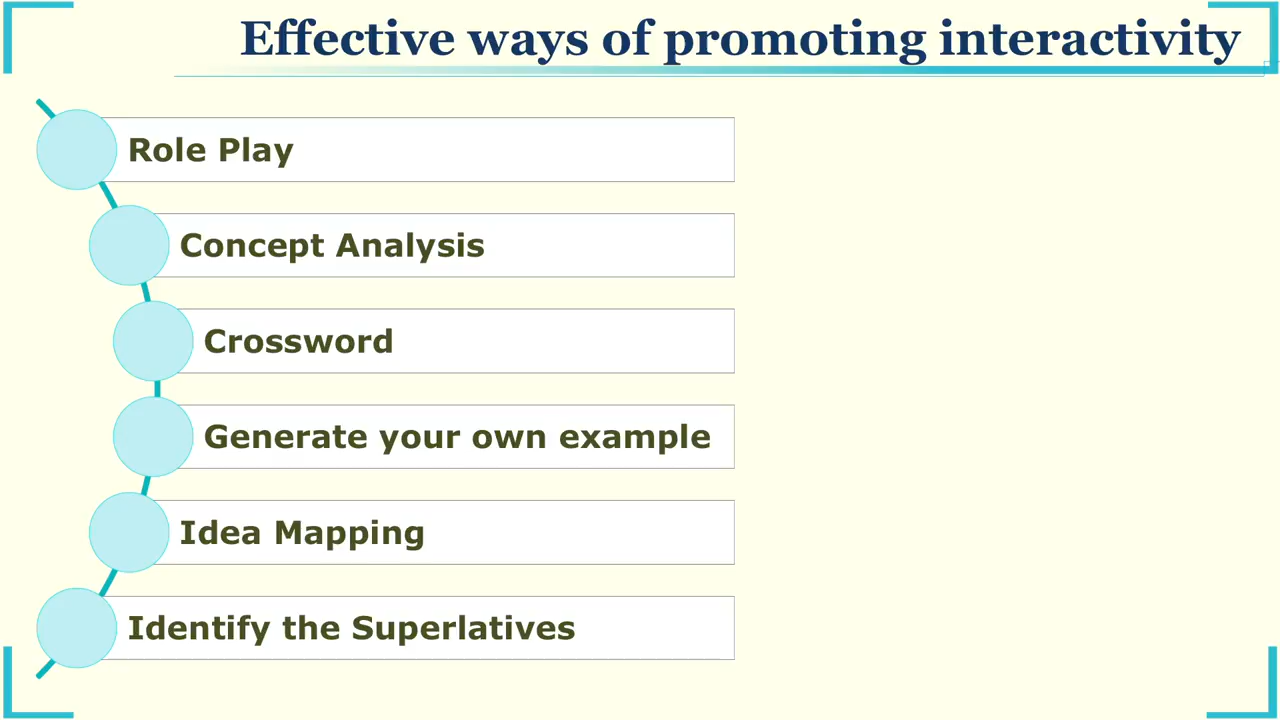 Effective ways of promoting interactivity
Role Play
Concept Analysis
Crossword
Generate your own example
Idea Mapping
Identify the Superlatives